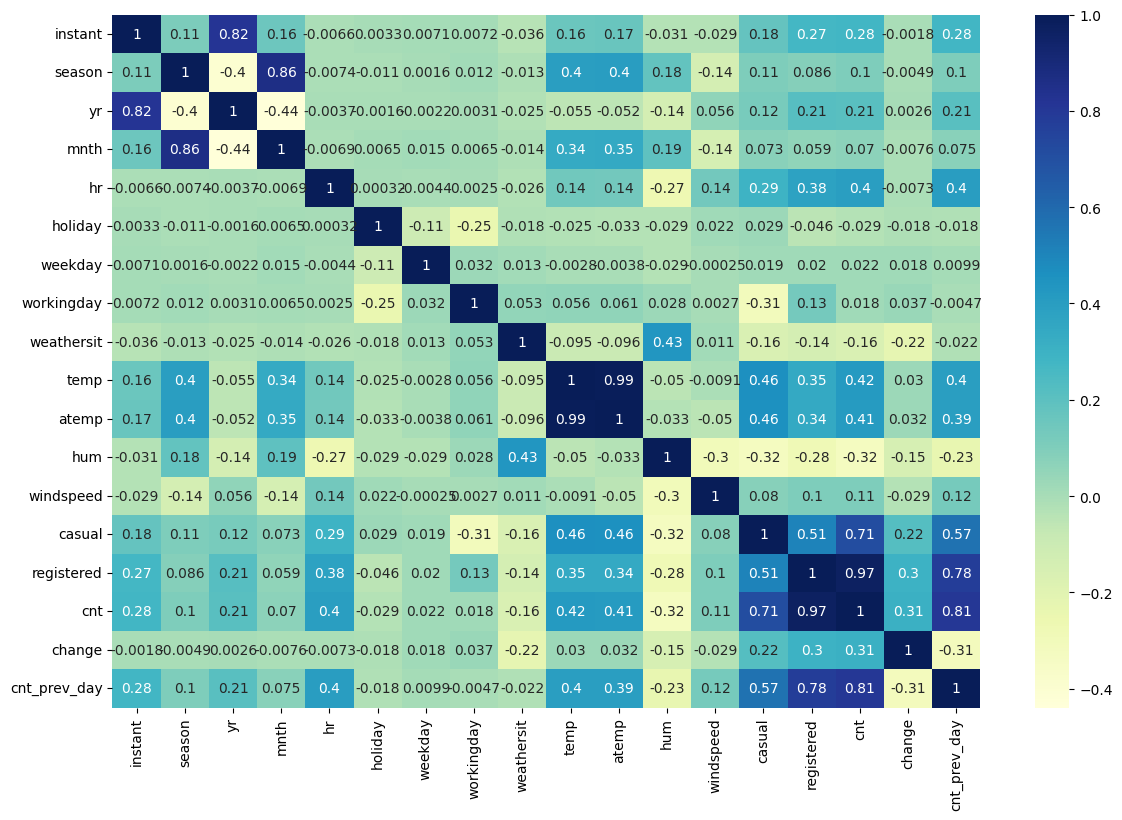 instant 1 0.11 0.82 0.16 -0.0066 0.0033 0.0071 0.0072 -0.036 0.16 0.17 -0.031 -0.029 0.18 0.27 0.28 -0.0018 0.28
season 0.11 1 -0.4 0.86 -0.0074 -0.011 0.0016 0.012 -0.013 0.4 0.4 0.18 -0.14 0.11 0.086 0.1 -0.0049 0.1
yr 0.82 -0.4 1 -0.44 -0.0037 -0.0016 -0.0022 0.0031 -0.025 -0.055 -0.052 -0.14 0.056 0.12 0.21 0.21 0.0026 0.21
mnth 0.16 0.86 -0.44 1 -0.0069 0.0065 0.015 0.0065 -0.014 0.34 0.35 0.19 -0.14 0.073 0.059 0.07 -0.0076 0.075
hr -0.0066 -0.0074 -0.0037 -0.0069 1 0.00032 -0.0044 0.0025 -0.026 0.14 0.14 -0.27 0.14 0.29 0.38 0.4 -0.0073 0.4
holiday 0.0033 -0.011 -0.0016 0.0065 0.00032 1 -0.11 -0.25 -0.018 -0.025 -0.033 -0.029 0.022 0.029 -0.046 -0.029 -0.018 -0.018
weekday 0.0071 0.0016 -0.0022 0.015 -0.0044 -0.11 1 0.032 0.013 -0.0028 -0.0038 -0.029 -0.00025 0.019 0.02 0.022 0.018 0.0099
workingday 0.0072 0.012 0.0031 0.0065 0.0025 -0.25 0.032 1 0.053 0.056 0.061 0.028 0.0027 -0.31 0.13 0.018 0.037 -0.0047
weathersit -0.036 -0.013 -0.025 -0.014 -0.026 -0.018 0.013 0.053 1 -0.095 -0.096 0.43 0.011 -0.16 -0.14 -0.16 -0.22 -0.022
temp 0.16 0.4 -0.055 0.34 0.14 -0.025 -0.0028 0.056 -0.095 1 0.99 -0.05 -0.0091 0.46 0.35 0.42 0.03 0.4
atemp 0.17 0.4 -0.052 0.35 0.14 -0.033 -0.0038 0.061 -0.096 0.99 1 -0.033 -0.05 0.46 0.34 0.41 0.032 0.39
hum -0.031 0.18 -0.14 0.19 -0.27 -0.029 -0.029 0.028 0.43 -0.05 -0.033 1 -0.3 -0.32 -0.28 -0.32 -0.15 -0.23
windspeed -0.029 -0.14 0.056 -0.14 0.14 0.022 -0.00025 0.0027 0.011 -0.0091 -0.05 -0.3 1 0.08 0.1 0.11 -0.029 0.12
casual 0.18 0.11 0.12 0.073 0.29 0.029 0.019 -0.31 -0.16 0.46 0.46 -0.32 0.08 1 0.51 0.71 0.22 0.57
registered 0.27 0.086 0.21 0.059 0.38 -0.046 0.02 0.13 -0.14 0.35 0.34 -0.28 0.1 0.51 1 0.97 0.3 0.78
cnt 0.28 0.1 0.21 0.07 0.4 -0.029 0.022 0.018 -0.16 0.42 0.41 -0.32 0.11 0.71 0.97 1 0.31 0.81
change -0.0018 -0.0049 0.0026 -0.0076 -0.0073 -0.018 0.018 0.037 -0.22 0.03 0.032 -0.15 -0.029 0.22 0.3 0.31 1 -0.31
cnt_prev_day 0.28 0.1 0.21 0.075 0.4 -0.018 0.0099 -0.0047 -0.022 0.4 0.39 -0.23 0.12 0.57 0.78 0.81 -0.31 1
instant season yr mnth hr holiday weekday workingday weathersit temp atemp hum windspeed casual registered cnt change cnt_prev_day
1.0
0.8
0.6
0.4
0.2
0.0
−0.2
−0.4